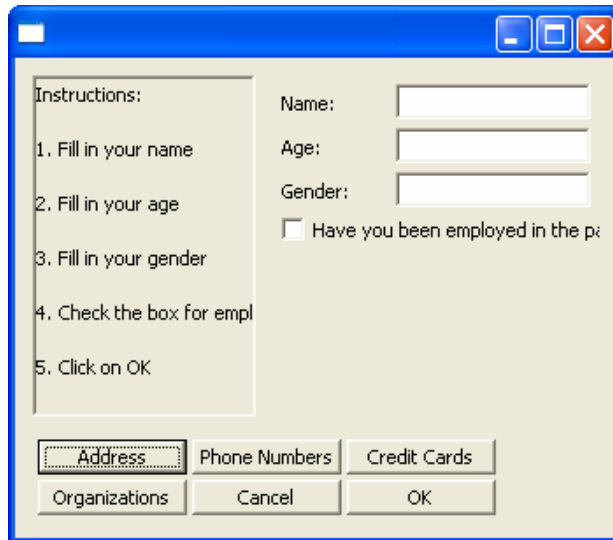 Instructions:
1. Fill in your name
2. Fill in your age
3. Fill in your gender
4. Check the box for empl
5. Click on OK
Name:
Age:
Gender:
Have you been employed in the pa
Address Phone Numbers Credit Cards
Organizations Cancel OK